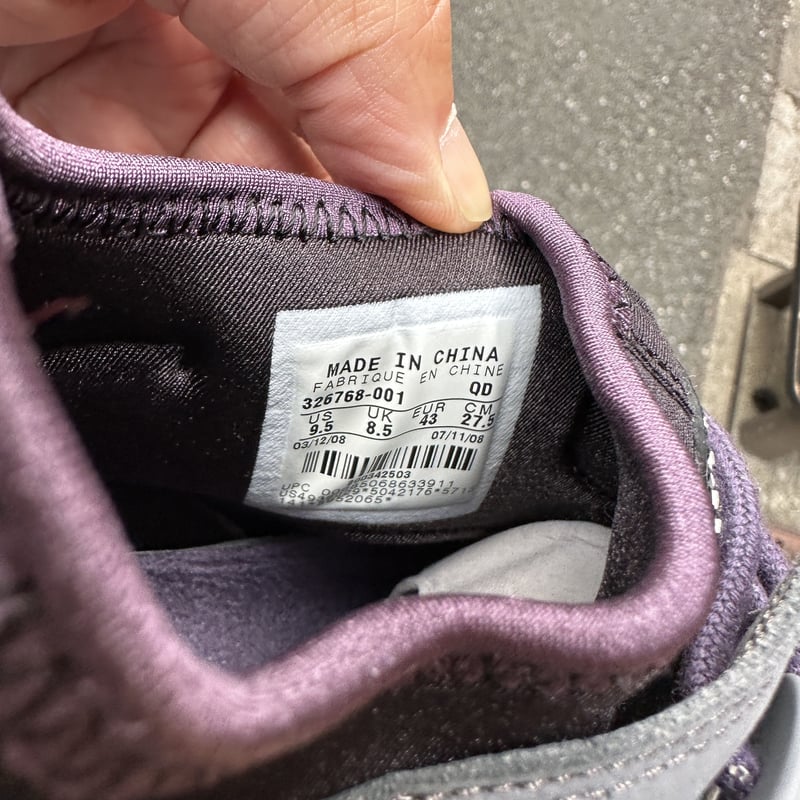 MADE IN CHINA
FABRIQUE EN CHINE
326768-001 QD
US UK EUR CM
9.5 8.5 43 27.5
03/12/08 07/11/08
UPC